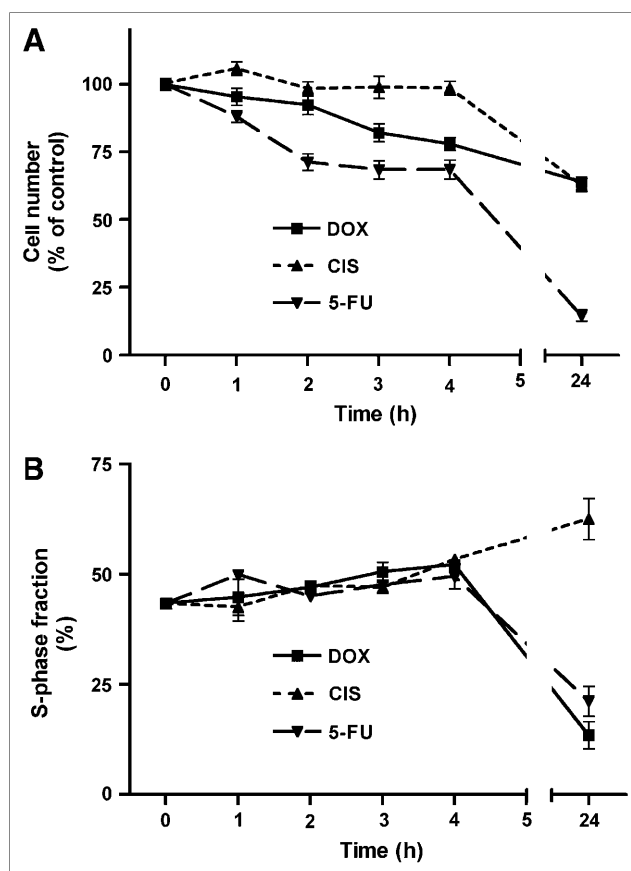 A
Cell number
(% of control)
100
75
50
25
0
DOX
CIS
5-FU
0 1 2 3 4 5 24
Time (h)
B
S-phase fraction
(%)
75
50
25
0
DOX
CIS
5-FU
0 1 2 3 4 5 24
Time (h)